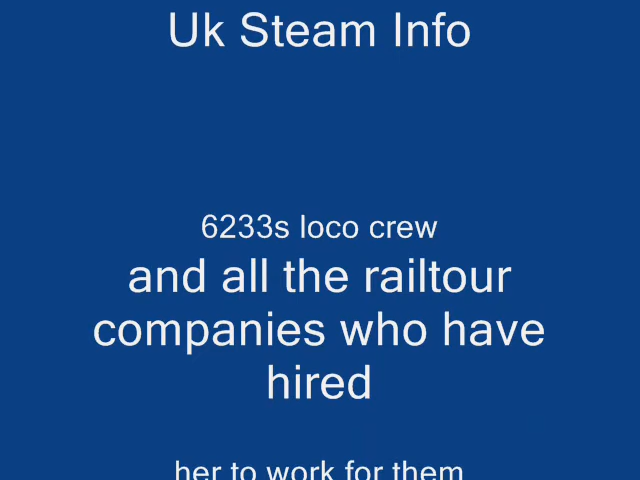 Uk Steam Info
6233s loco crew
and all the railtour
companies who have
hired
her to work for them